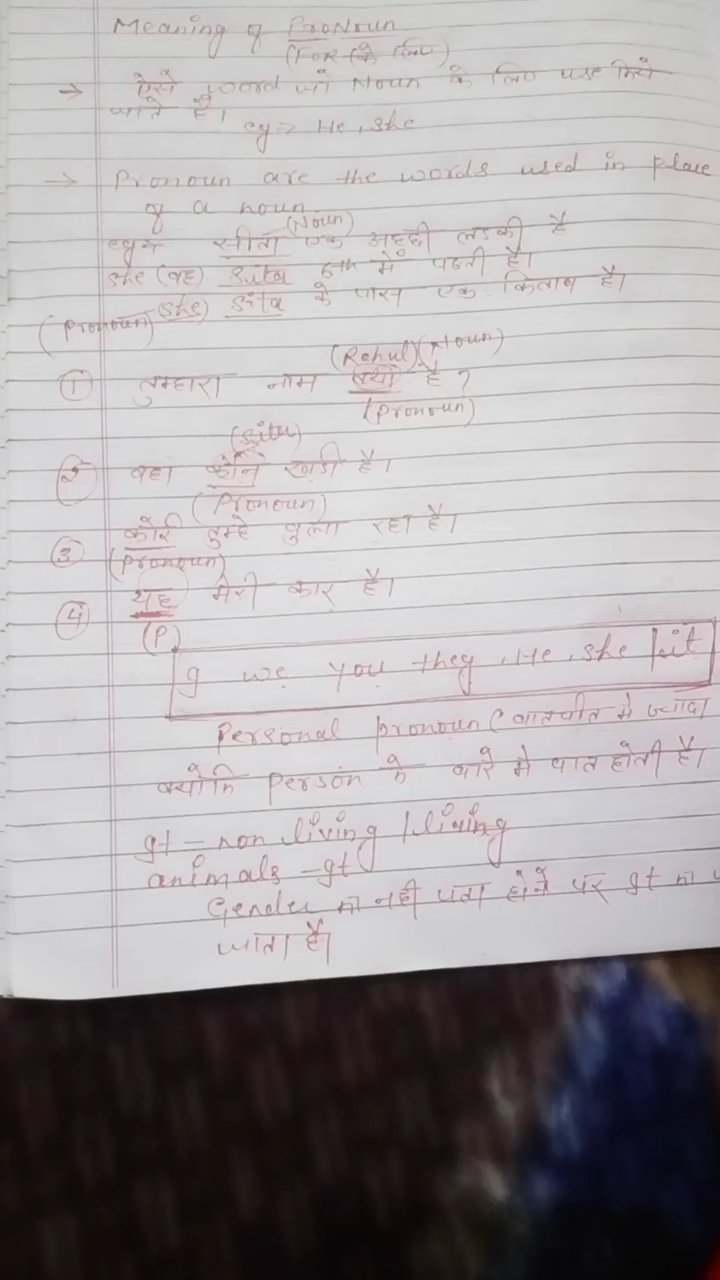 Meaning of Pronoun
(For के लिए)
→ ऐसे word जो Noun के लिए use किये
जाते है।
eg → He, she
→ Pronoun are the words used in place
of a noun
(Noun)
eg → सीता एक अच्छी लडकी है
she (वह) Sita 6th में पढती है।
(Pronoun) (she) Sita के पास एक किताब है।
(Rahul) (Noun)
① तुम्हारा नाम क्या है ?
(Pronoun)
(Sita)
② वहा कौन खडी है।
(Pronoun)
③ कोई तुम्हे बुला रहा है।
(Pronoun)
④ यह मेरी कार है।
(P)
I we you they, He, she, it
Personal pronoun (बातचीत मे ज्यादा
क्योकि person के बारे मे बात होती है।
It - non living / living
animals - It
Gender का नही पता होने पर It का
जाता है।